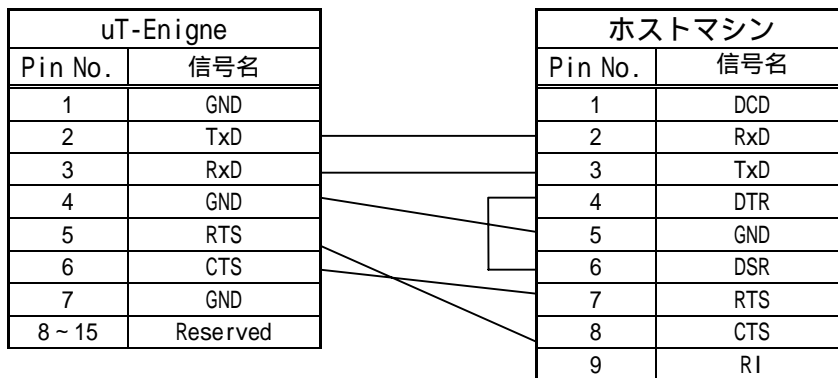 uT-Enigne
Pin No. 信号名
1 GND
2 TxD
3 RxD
4 GND
5 RTS
6 CTS
7 GND
8~15 Reserved
ホストマシン
Pin No. 信号名
1 DCD
2 RxD
3 TxD
4 DTR
5 GND
6 DSR
7 RTS
8 CTS
9 RI